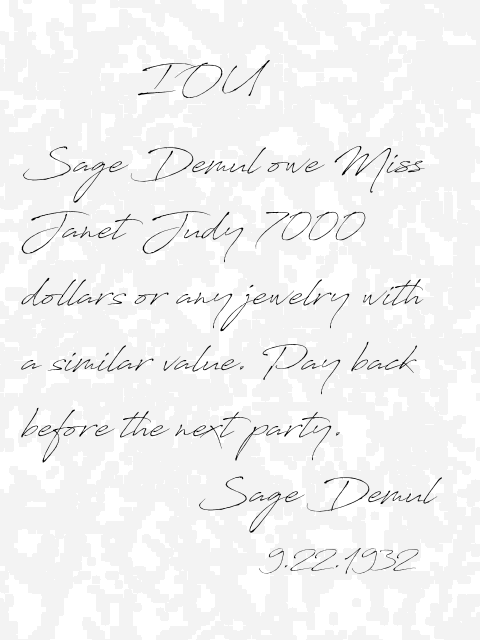 IOU
Sage Demul owe Miss
Janet Judy 7000
dollars or any jewelry with
a similar value. Pay back
before the next party.
Sage Demul
9.22.1932